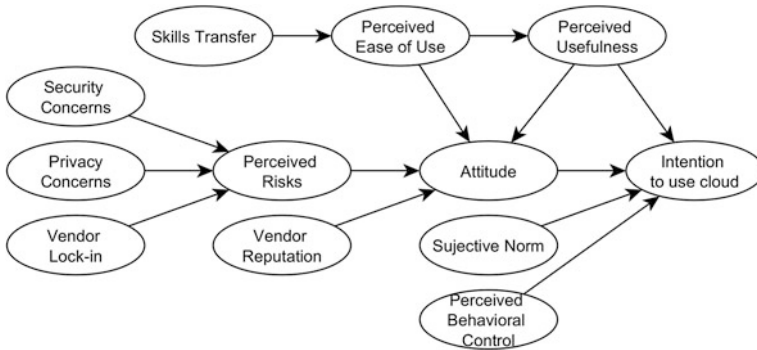 Skills Transfer
Perceived
Ease of Use
Perceived
Usefulness
Security
Concerns
Privacy
Concerns
Perceived
Risks
Attitude
Intention
to use cloud
Vendor
Lock-in
Vendor
Reputation
Sujective Norm
Perceived
Behavioral
Control